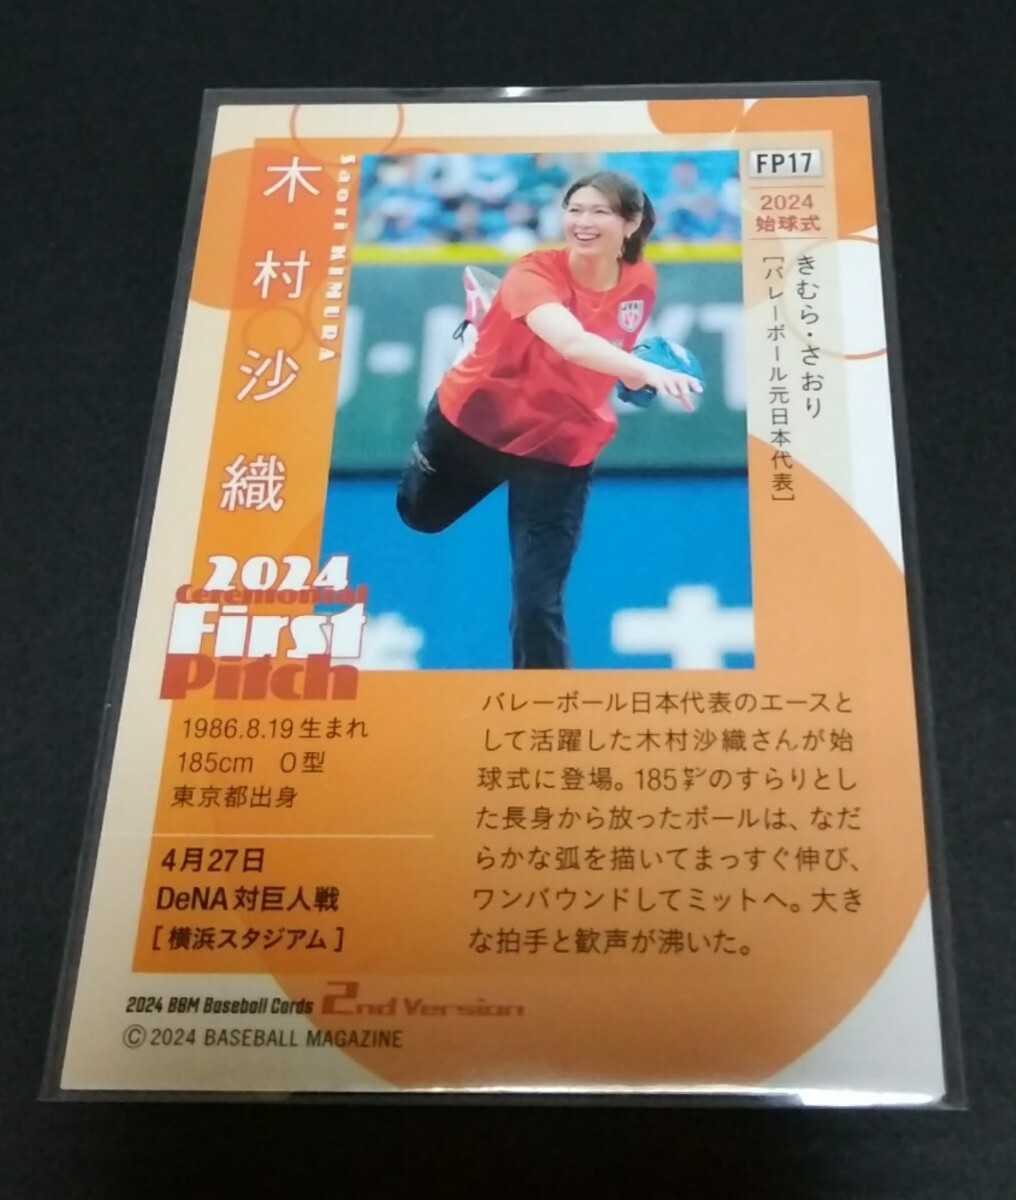 FP17
2024
始球式
きむら・さおり
[バレーボール元日本代表]
木村沙織
Saori KIMURA
JVA
2024
Ceremonial
First
Pitch
1986.8.19生まれ
185cm O型
東京都出身
4月27日
DeNA対巨人戦
[横浜スタジアム]
バレーボール日本代表のエースと
して活躍した木村沙織さんが始
球式に登場。185㌢のすらりとし
た長身から放ったボールは、なだ
らかな弧を描いてまっすぐ伸び、
ワンバウンドしてミットへ。大き
な拍手と歓声が沸いた。
2024 BBM Baseball Cards 2nd Version
© 2024 BASEBALL MAGAZINE